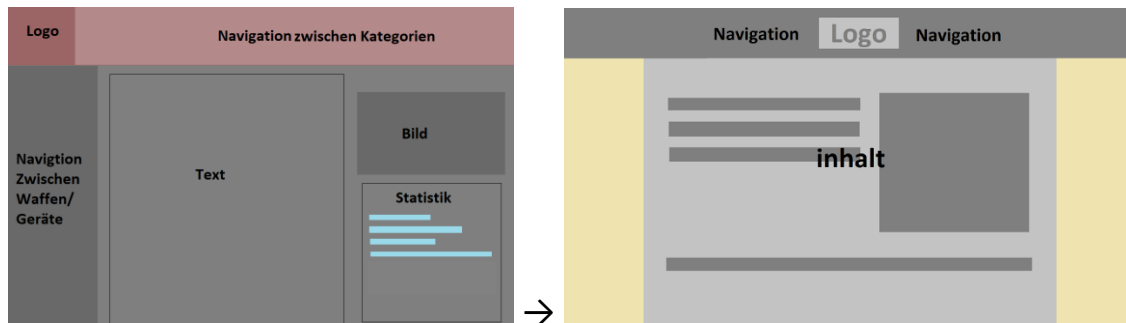 Logo
Navigation zwischen Kategorien
Navigtion
Zwischen
Waffen/
Geräte
Text
Bild
Statistik
→
Navigation Logo Navigation
inhalt